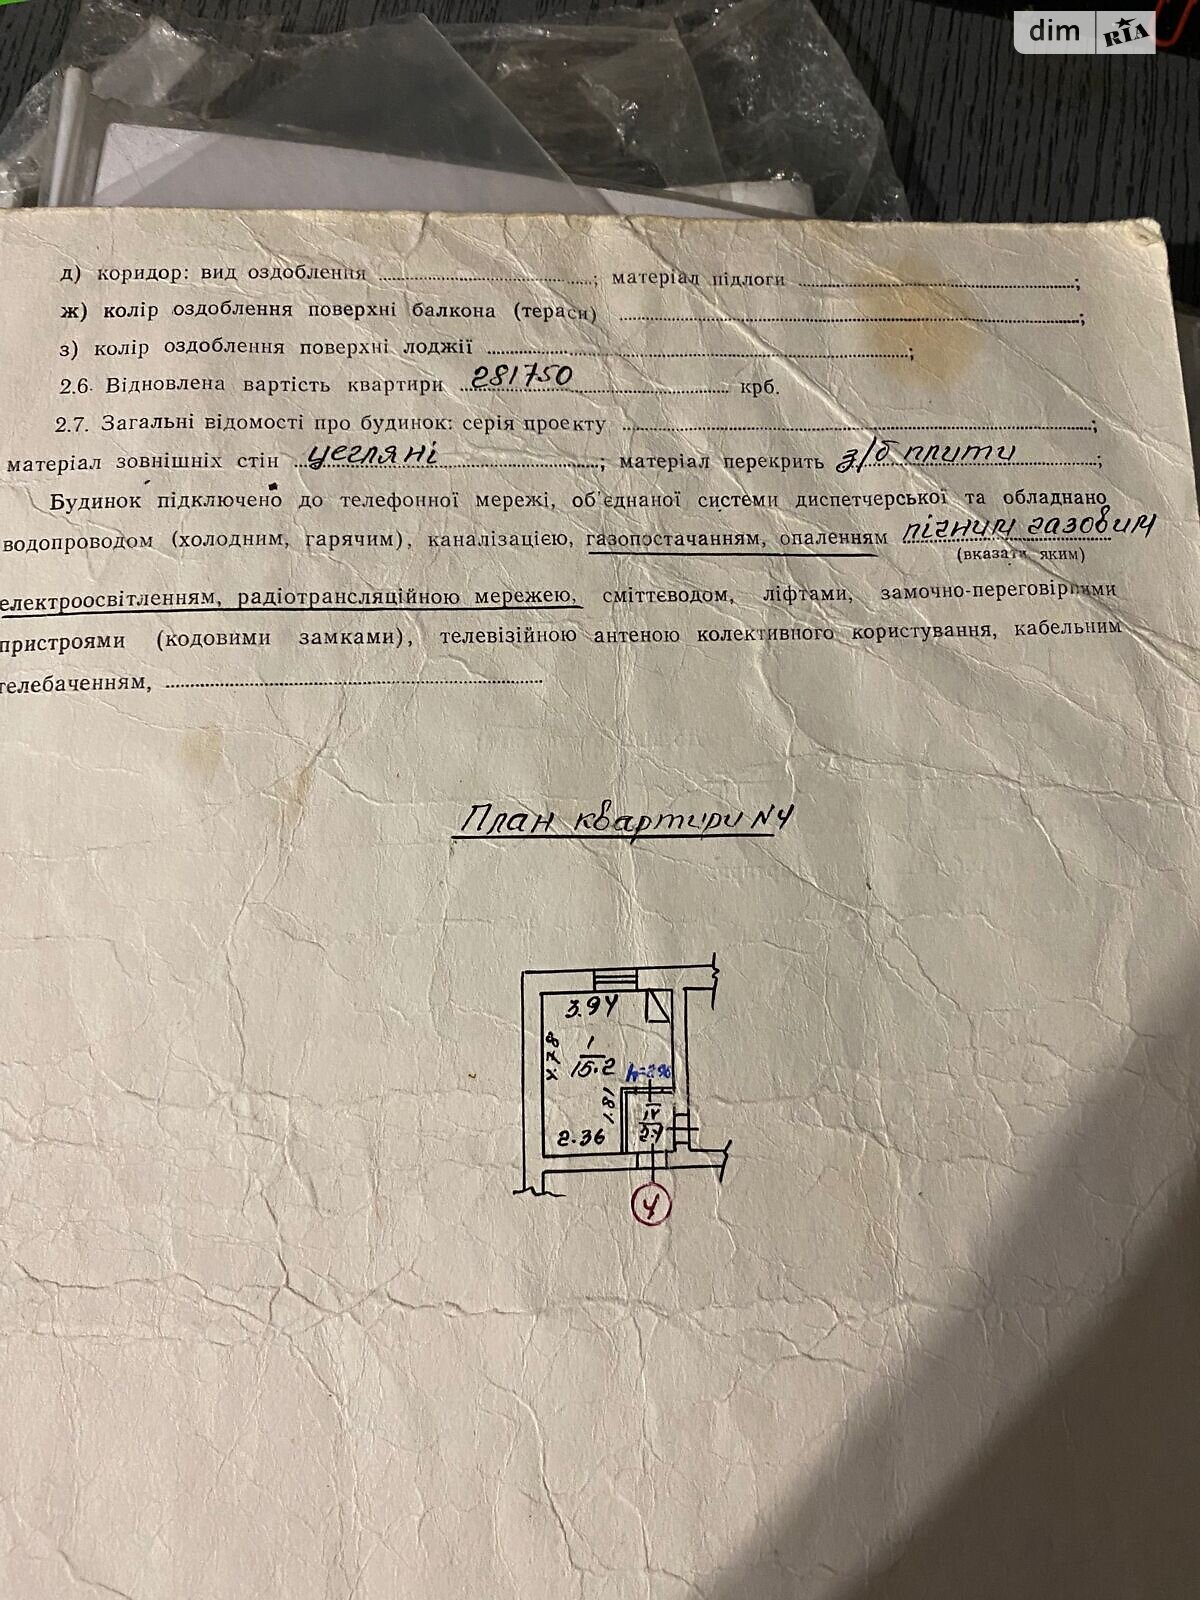 dim RIA
д) коридор: вид оздоблення ; матеріал підлоги ;
ж) колір оздоблення поверхні балкона (тераси) ;
з) колір оздоблення поверхні лоджії ;
2.6. Відновлена вартість квартири 281750 крб.
2.7. Загальні відомості про будинок: серія проекту ;
матеріал зовнішніх стін цегляні ; матеріал перекрить з/б плити ;
Будинок підключено до телефонної мережі, об'єднаної системи диспетчерської та обладнано
водопроводом (холодним, гарячим), каналізацією, газопостачанням, опаленням пічним газовим
(вказати яким)
електроосвітленням, радіотрансляційною мережею, сміттєводом, ліфтами, замочно-переговірними
пристроями (кодовими замками), телевізійною антеною колективного користування, кабельним
телебаченням,
План квартири N4
3.94
1
15.2
1.81
2.36
4